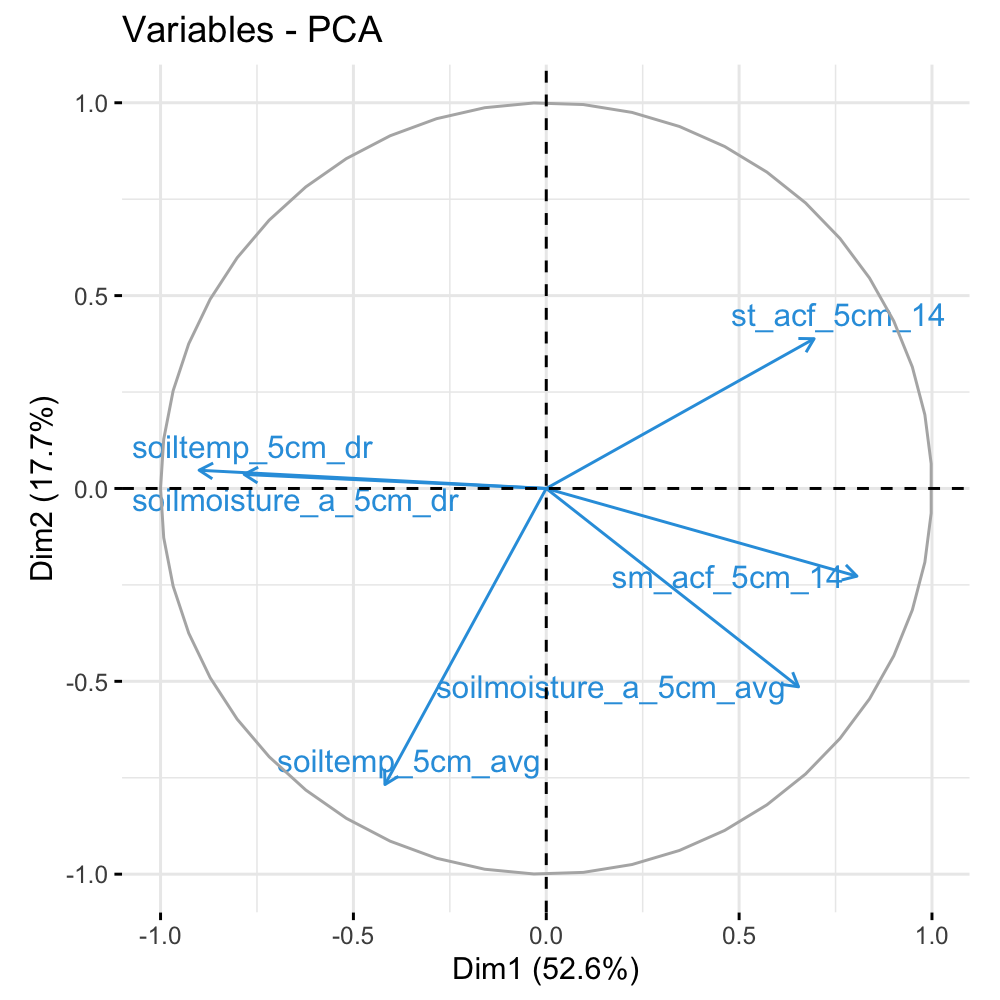 Variables - PCA
1.0
0.5
0.0
-0.5
-1.0
Dim2 (17.7%)
st_acf_5cm_14
soiltemp_5cm_dr
soilmoisture_a_5cm_dr
sm_acf_5cm_14
soilmoisture_a_5cm_avg
soiltemp_5cm_avg
-1.0 -0.5 0.0 0.5 1.0
Dim1 (52.6%)